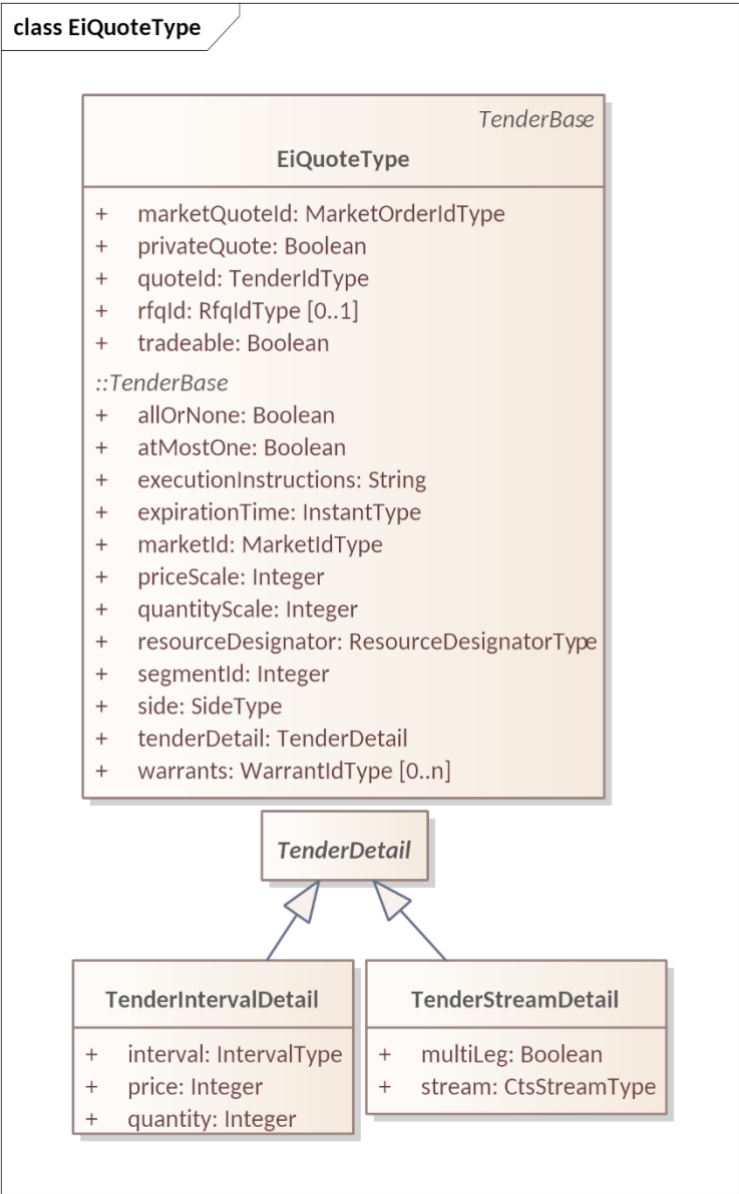 class EiQuoteType
TenderBase
EiQuoteType
+ marketQuoteId: MarketOrderIdType
+ privateQuote: Boolean
+ quoteId: TenderIdType
+ rfqId: RfqIdType [0..1]
+ tradeable: Boolean
::TenderBase
+ allOrNone: Boolean
+ atMostOne: Boolean
+ executionInstructions: String
+ expirationTime: InstantType
+ marketId: MarketIdType
+ priceScale: Integer
+ quantityScale: Integer
+ resourceDesignator: ResourceDesignatorType
+ segmentId: Integer
+ side: SideType
+ tenderDetail: TenderDetail
+ warrants: WarrantIdType [0..n]
TenderDetail
TenderIntervalDetail
+ interval: IntervalType
+ price: Integer
+ quantity: Integer
TenderStreamDetail
+ multiLeg: Boolean
+ stream: CtsStreamType